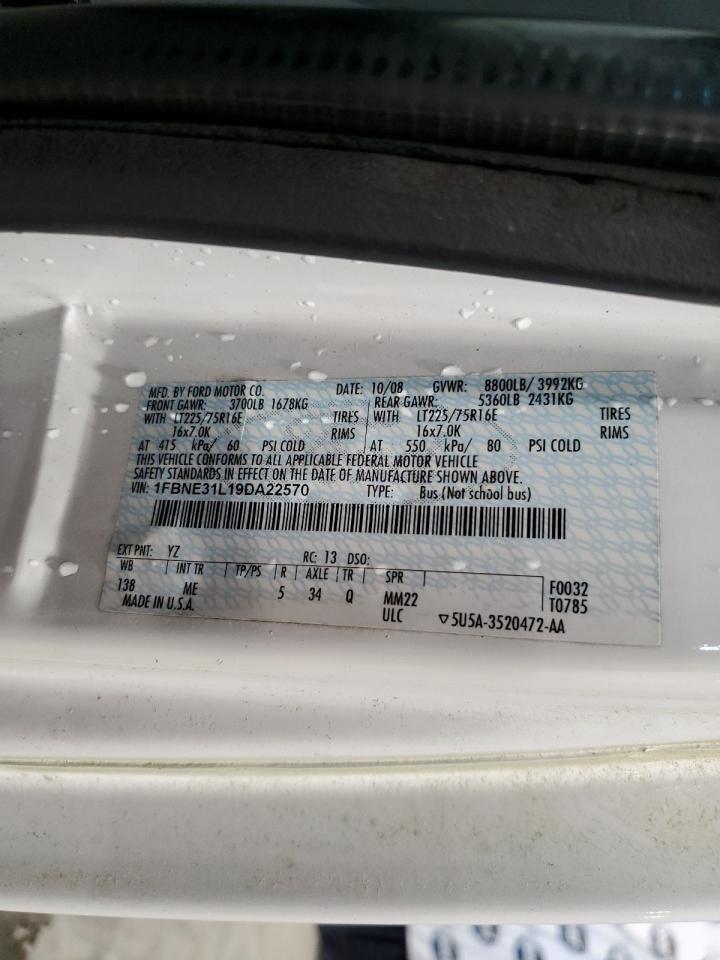 MFD. BY FORD MOTOR CO. DATE: 10/08 GVWR: 8800LB/ 3992KG
FRONT GAWR: 3700LB 1678KG REAR GAWR: 5360LB 2431KG
WITH LT225/75R16E TIRES WITH LT225/75R16E TIRES
16x7.0K RIMS 16x7.0K RIMS
AT 415 kPa/ 60 PSI COLD AT 550 kPa/ 80 PSI COLD
THIS VEHICLE CONFORMS TO ALL APPLICABLE FEDERAL MOTOR VEHICLE
SAFETY STANDARDS IN EFFECT ON THE DATE OF MANUFACTURE SHOWN ABOVE.
VIN: 1FBNE31L19DA22570 TYPE: Bus (Not school bus)
EXT PNT: YZ RC: 13 DSO:
WB INT TR TP/PS R AXLE TR SPR F0032
138 ME 5 34 Q MM22 T0785
MADE IN U.S.A. ULC ▽5U5A-3520472-AA